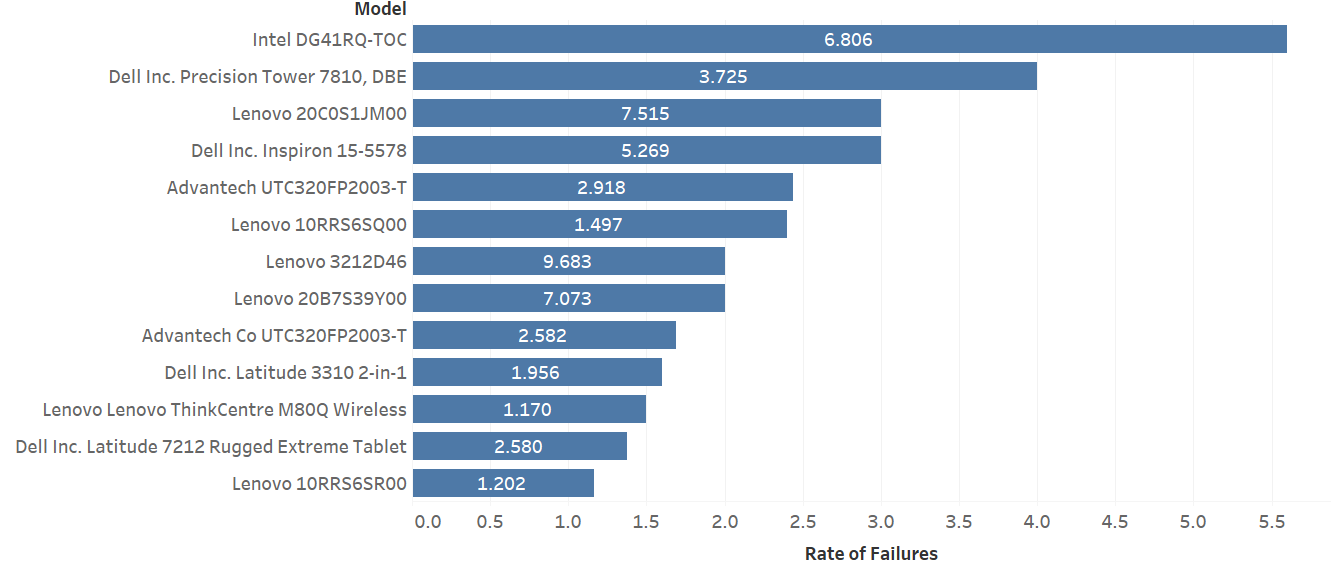 Model
Intel DG41RQ-TOC 6.806
Dell Inc. Precision Tower 7810, DBE 3.725
Lenovo 20C0S1JM00 7.515
Dell Inc. Inspiron 15-5578 5.269
Advantech UTC320FP2003-T 2.918
Lenovo 10RRS6SQ00 1.497
Lenovo 3212D46 9.683
Lenovo 20B7S39Y00 7.073
Advantech Co UTC320FP2003-T 2.582
Dell Inc. Latitude 3310 2-in-1 1.956
Lenovo Lenovo ThinkCentre M80Q Wireless 1.170
Dell Inc. Latitude 7212 Rugged Extreme Tablet 2.580
Lenovo 10RRS6SR00 1.202
0.0 0.5 1.0 1.5 2.0 2.5 3.0 3.5 4.0 4.5 5.0 5.5
Rate of Failures